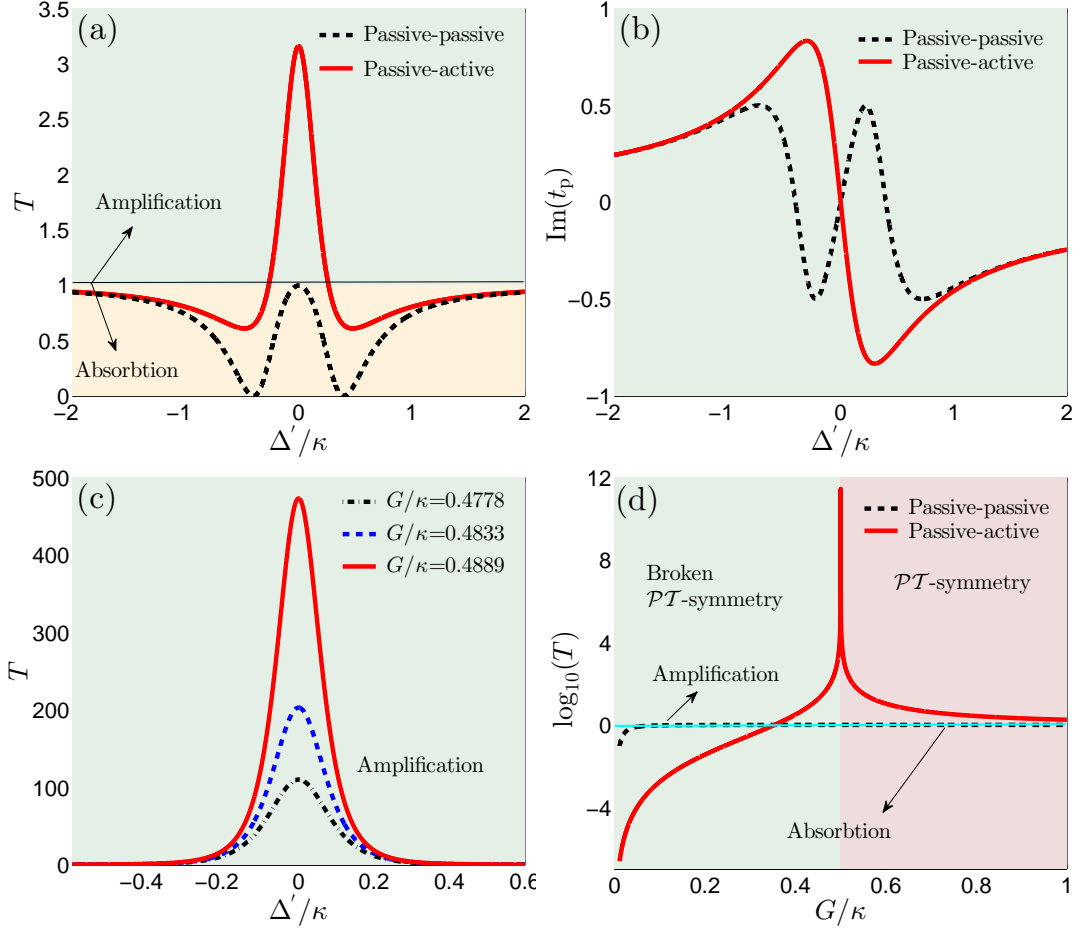 (a)
Passive-passive
Passive-active
3.5
3
2.5
2
1.5
1
0.5
0
T
Amplification
Absorbtion
−2
−1
0
1
2
Δ′/κ
(b)
Passive-passive
Passive-active
1
0.5
0
−0.5
−1
Im(tₚ)
−2
−1
0
1
2
Δ′/κ
(c)
G/κ=0.4778
G/κ=0.4833
G/κ=0.4889
500
400
300
200
100
0
T
Amplification
−0.4
−0.2
0
0.2
0.4
0.6
Δ′/κ
(d)
Passive-passive
Passive-active
12
8
4
0
−4
log₁₀(T)
Broken
𝒫𝒯-symmetry
𝒫𝒯-symmetry
Amplification
Absorbtion
0
0.2
0.4
0.6
0.8
1
G/κ